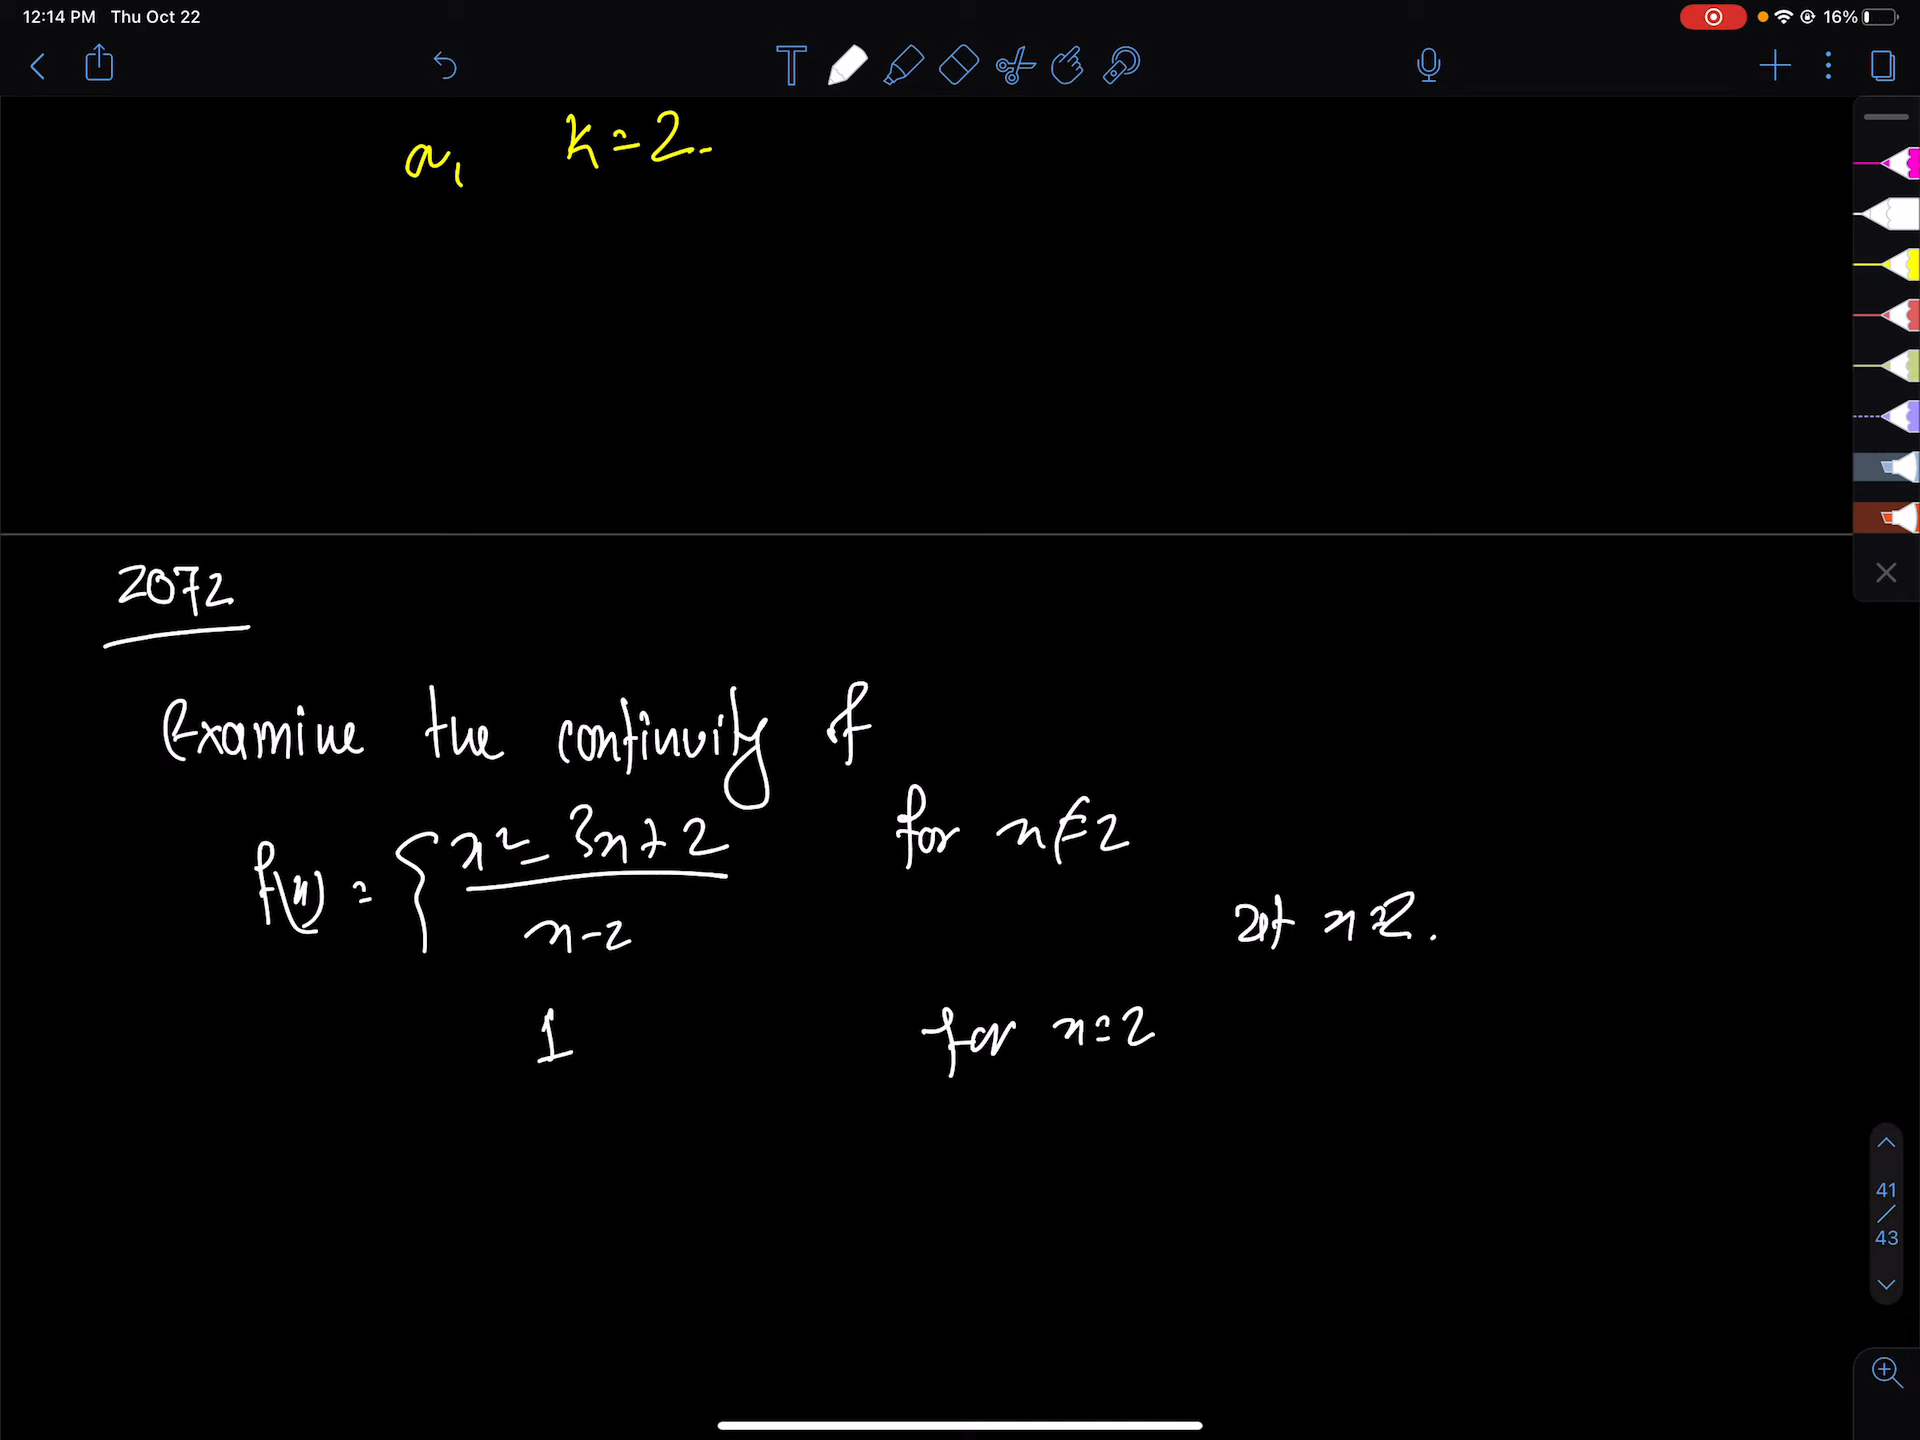 12:14 PM Thu Oct 22
16%
T
or, k=2.
2072
Examine the continuity of
f(x) = { x² - 3x + 2 for x ≠ 2
x - 2 at x=2.
1 for x = 2
41
/
43